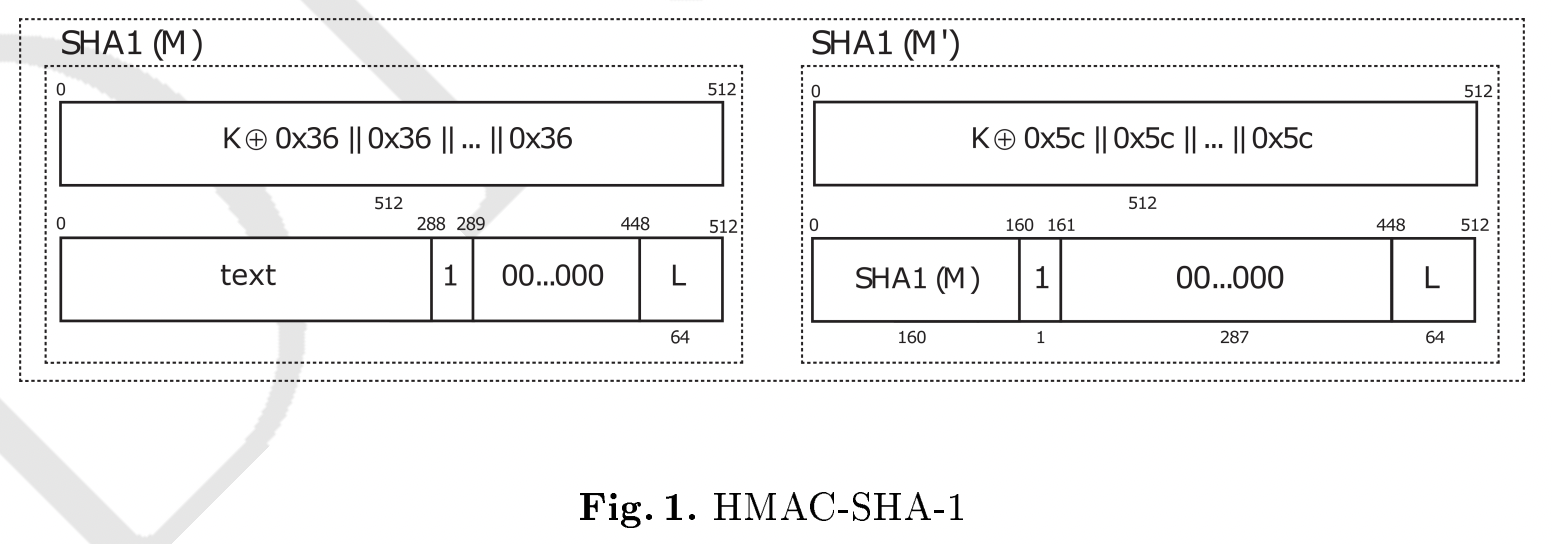 SHA1 (M)
0 512
K ⊕ 0x36 || 0x36 || ... || 0x36
512
0 288 289 448 512
text 1 00...000 L
64
SHA1 (M')
0 512
K ⊕ 0x5c || 0x5c || ... || 0x5c
512
0 160 161 448 512
SHA1 (M) 1 00...000 L
160 1 287 64
Fig. 1. HMAC-SHA-1